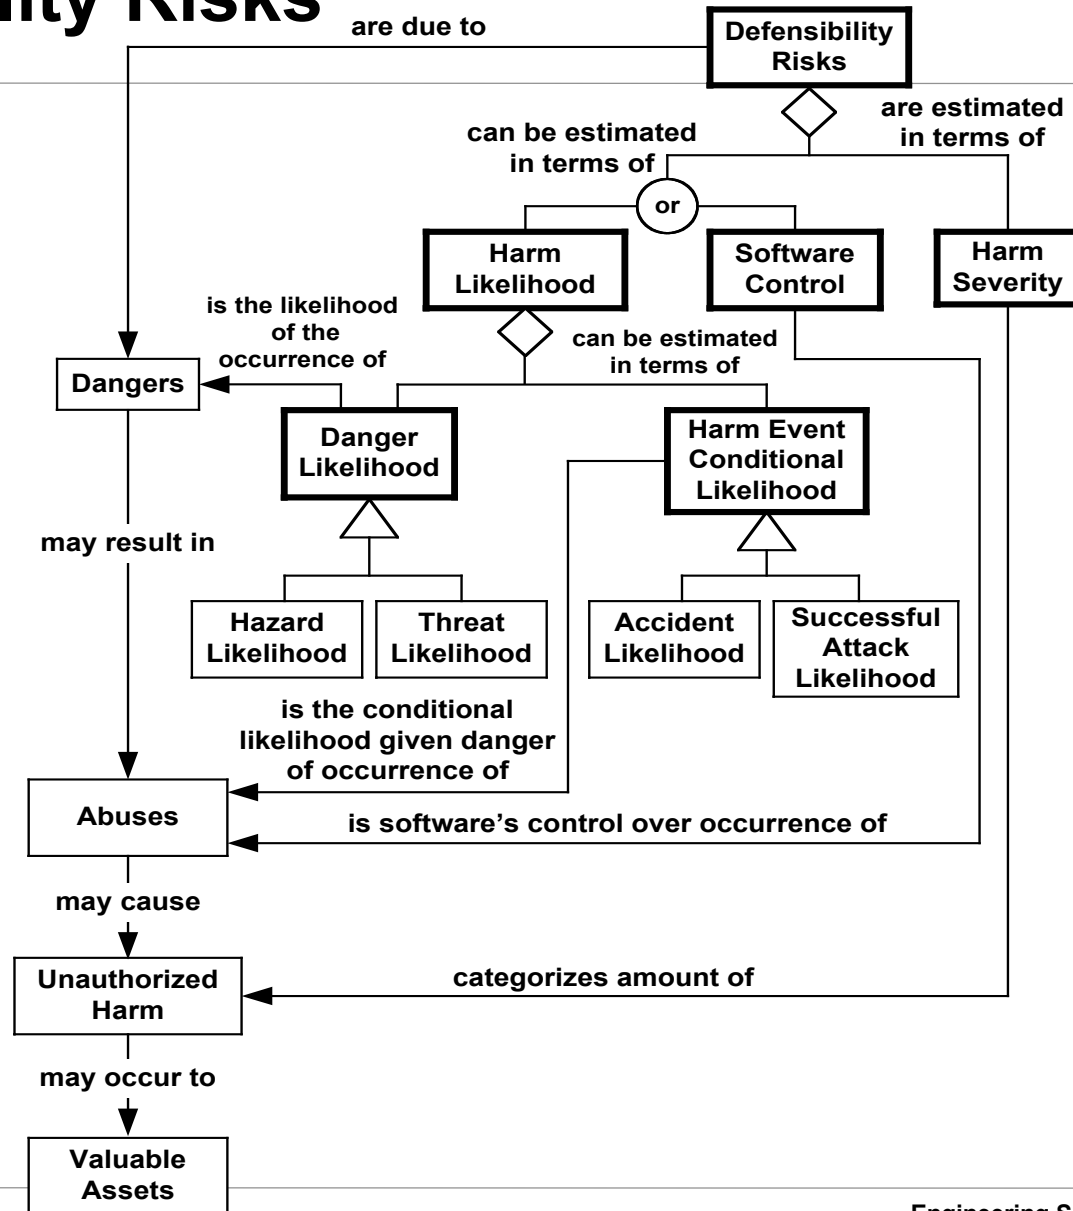 Risks
are due to
Defensibility
Risks
are estimated
in terms of
can be estimated
in terms of
or
Harm
Likelihood
Software
Control
Harm
Severity
is the likelihood
of the
occurrence of
can be estimated
in terms of
Dangers
Danger
Likelihood
Harm Event
Conditional
Likelihood
may result in
Hazard
Likelihood
Threat
Likelihood
Accident
Likelihood
Successful
Attack
Likelihood
is the conditional
likelihood given danger
of occurrence of
Abuses
is software’s control over occurrence of
may cause
Unauthorized
Harm
categorizes amount of
may occur to
Valuable
Assets